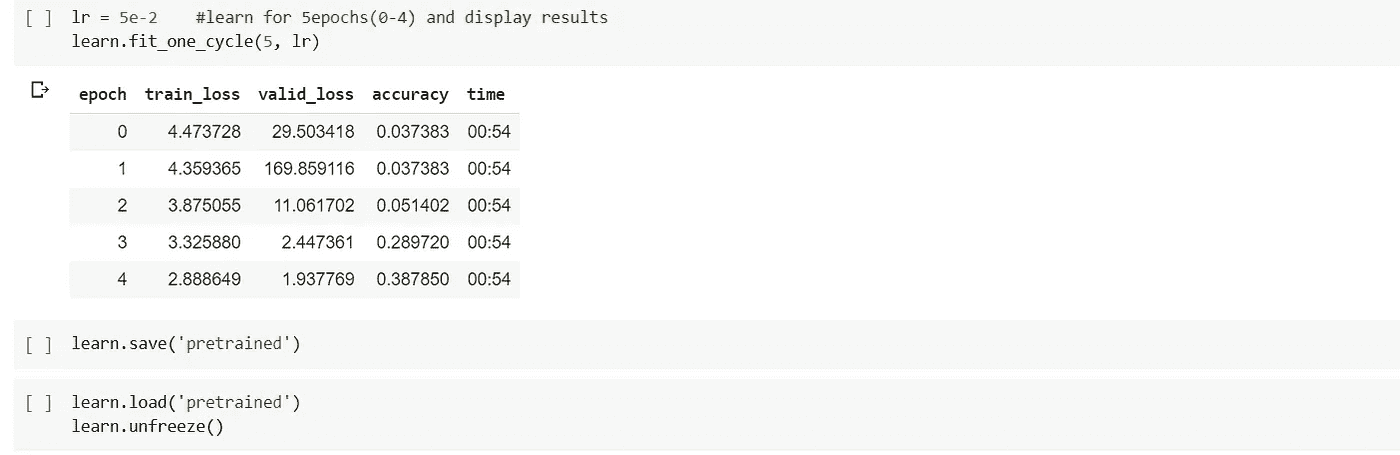 [ ] lr = 5e-2    #learn for 5epochs(0-4) and display results
learn.fit_one_cycle(5, lr)
epoch train_loss valid_loss accuracy time
0 4.473728 29.503418 0.037383 00:54
1 4.359365 169.859116 0.037383 00:54
2 3.875055 11.061702 0.051402 00:54
3 3.325880 2.447361 0.289720 00:54
4 2.888649 1.937769 0.387850 00:54
[ ] learn.save('pretrained')
[ ] learn.load('pretrained')
learn.unfreeze()